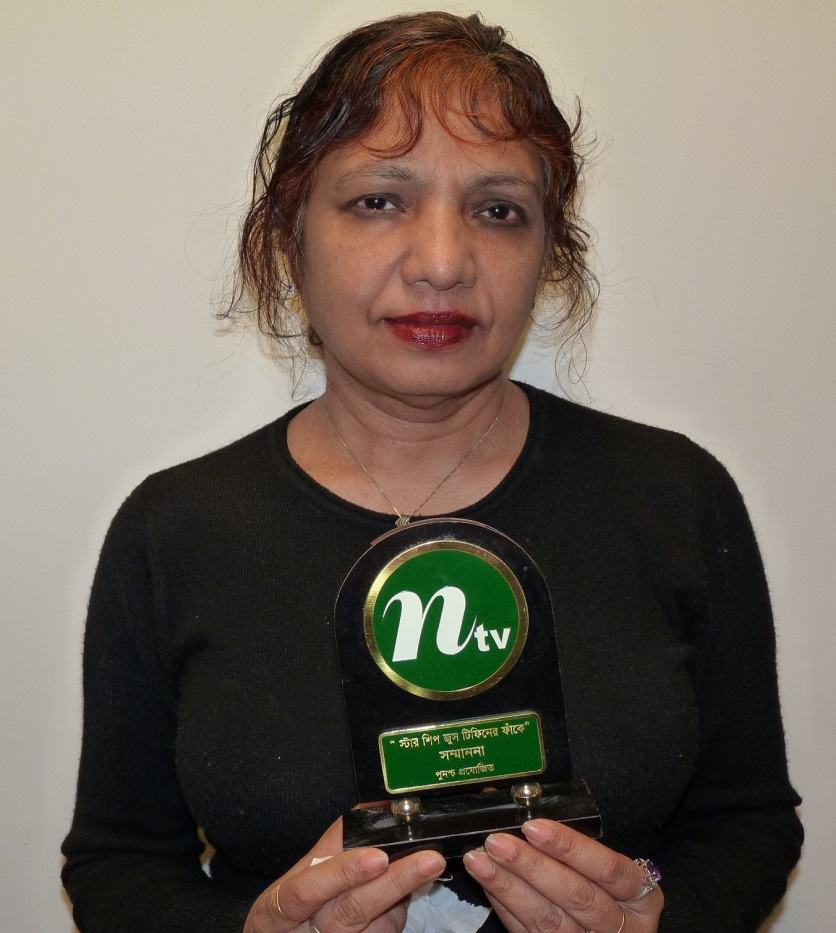 ntv
" স্টার শিপ জুস টিফিনের ফাঁকে"
সম্মাননা
পুনশ্চ প্রযোজিত